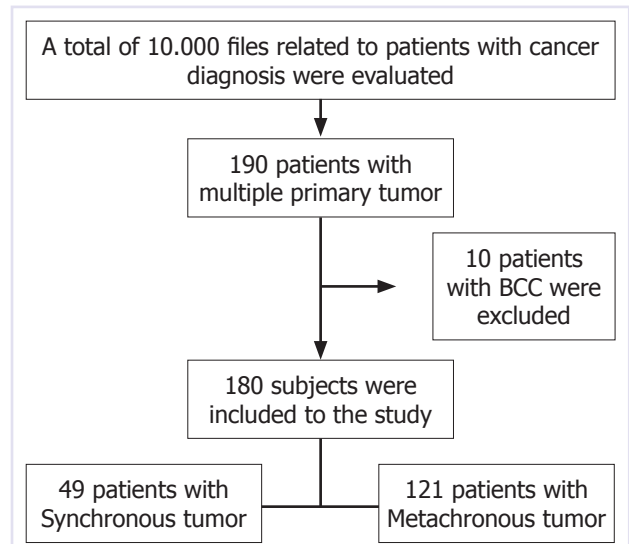 A total of 10.000 files related to patients with cancer
diagnosis were evaluated
190 patients with
multiple primary tumor
10 patients
with BCC were
excluded
180 subjects were
included to the study
49 patients with
Synchronous tumor
121 patients with
Metachronous tumor